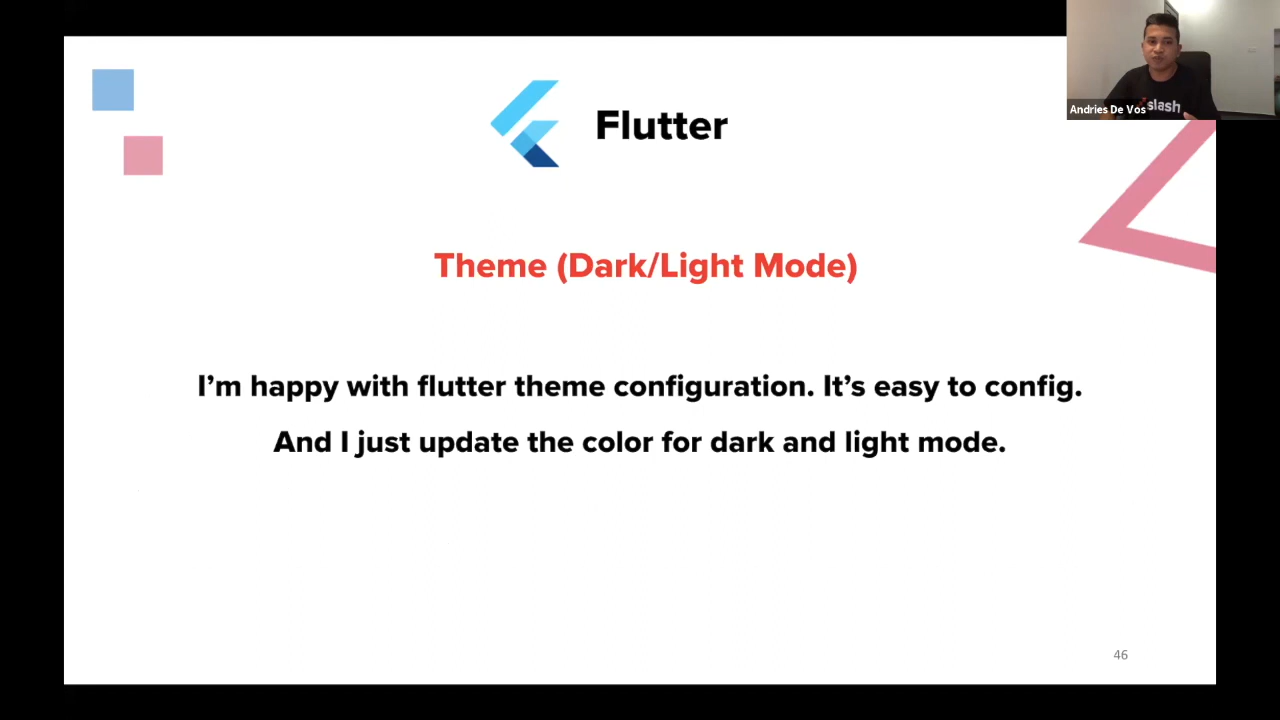 Flutter
Andries De Vos
slash
Theme (Dark/Light Mode)
I'm happy with flutter theme configuration. It's easy to config.
And I just update the color for dark and light mode.
46